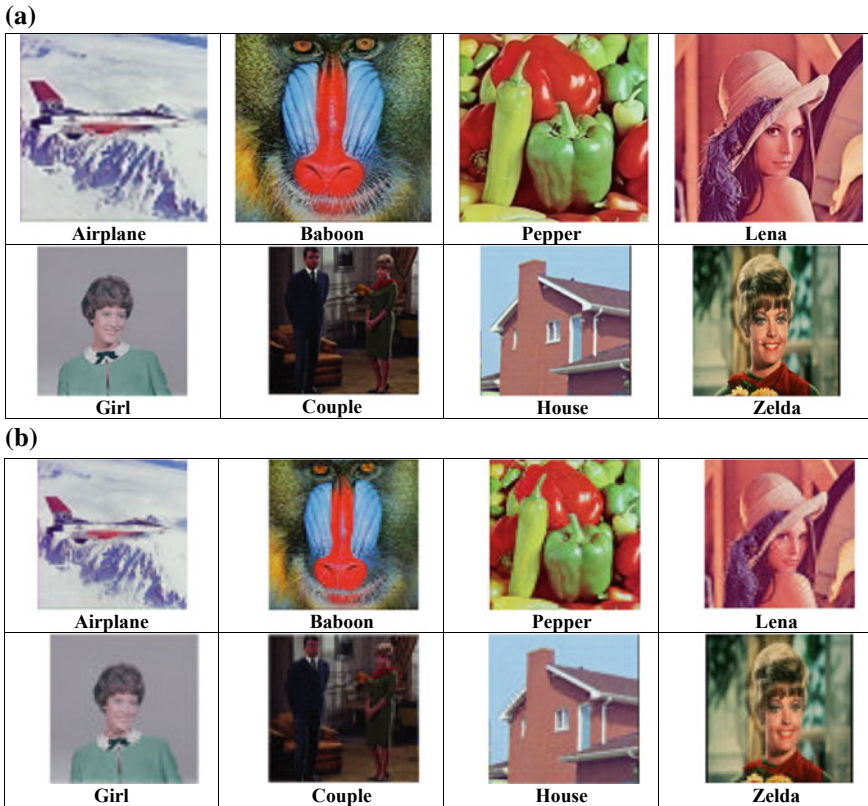 (a)
Airplane Baboon Pepper Lena
Girl Couple House Zelda
(b)
Airplane Baboon Pepper Lena
Girl Couple House Zelda